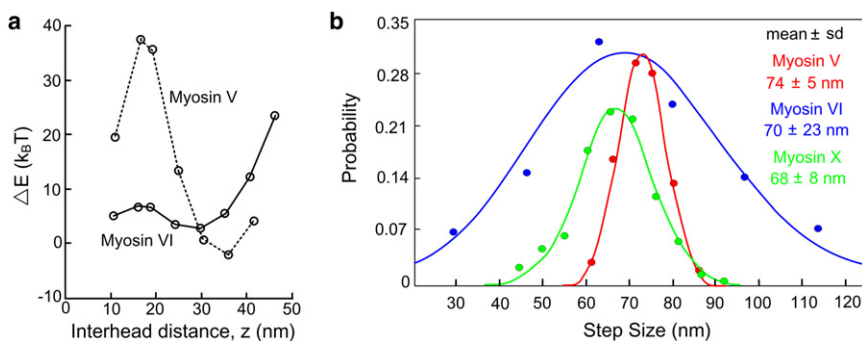 a
40
30
20
10
0
-10
ΔE (kBT)
Myosin V
Myosin VI
0
10
20
30
40
50
Interhead distance, z (nm)
b
0.35
0.28
0.21
0.14
0.07
0
Probability
mean ± sd
Myosin V
74 ± 5 nm
Myosin VI
70 ± 23 nm
Myosin X
68 ± 8 nm
30
40
50
60
70
80
90
100
110
120
Step Size (nm)